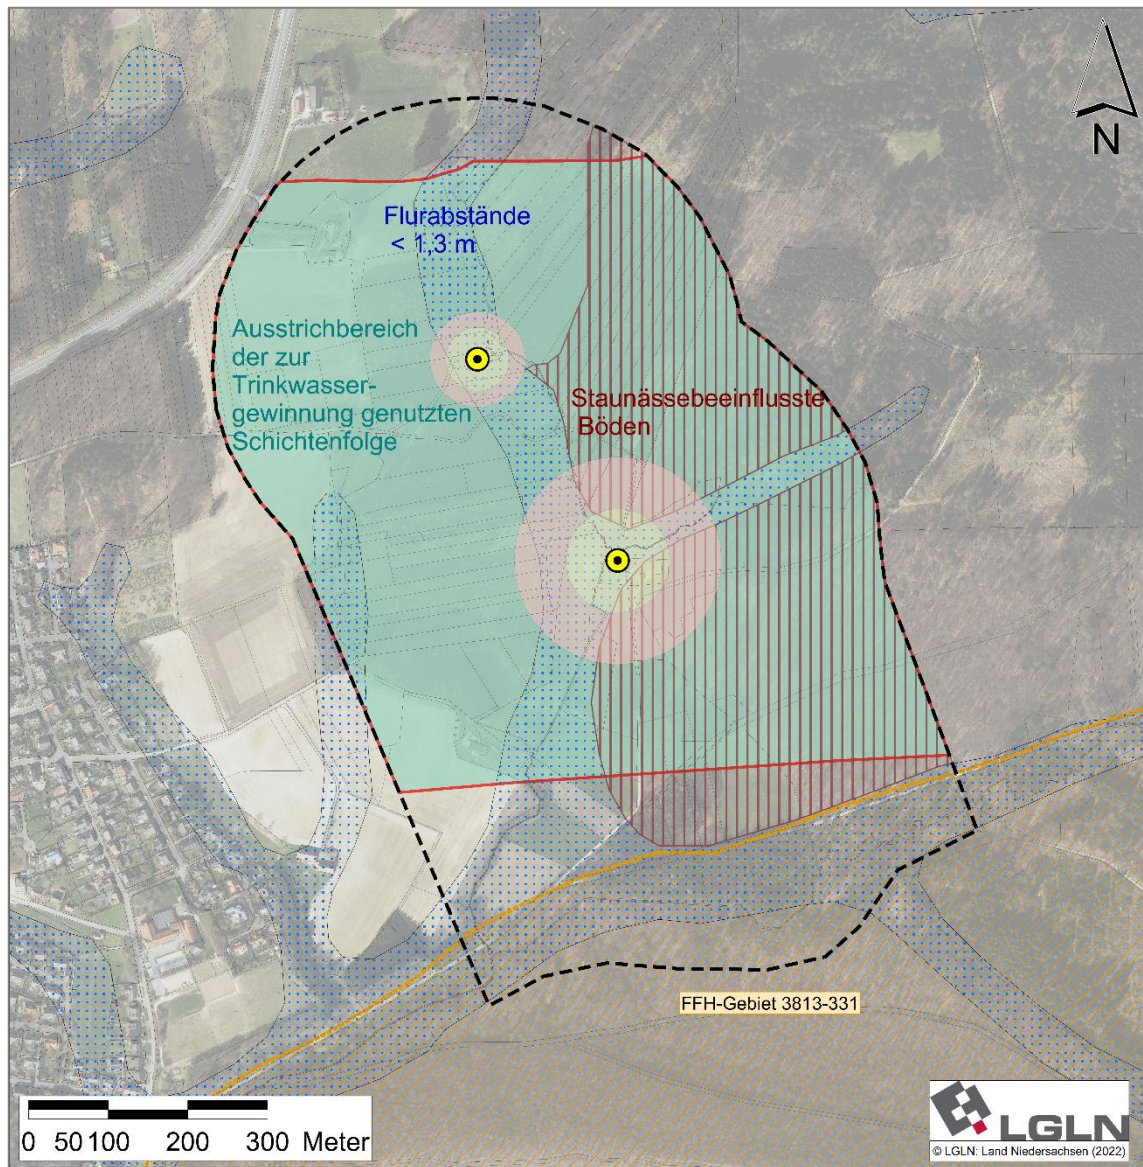 N
Flurabstände
< 1,3 m
Ausstrichbereich
der zur
Trinkwasser-
gewinnung genutzten
Schichtenfolge
Staunässebeeinflusste
Böden
FFH-Gebiet 3813-331
0 50 100 200 300 Meter
LGLN
© LGLN: Land Niedersachsen (2022)